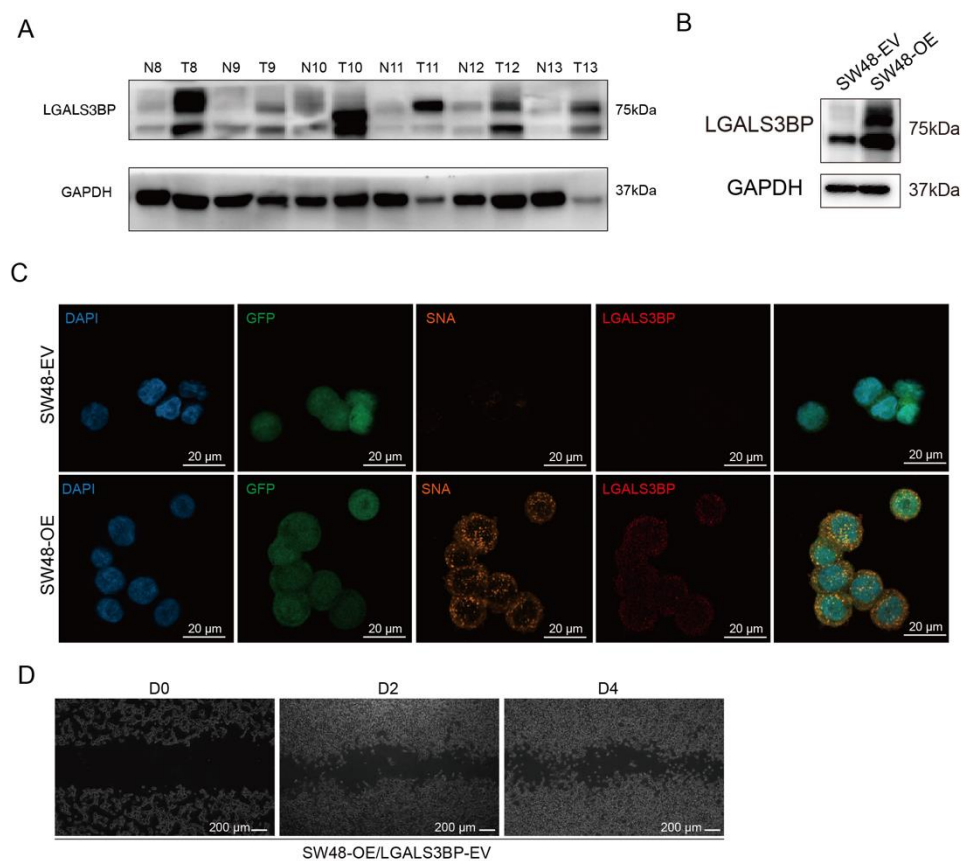 A
N8 T8 N9 T9 N10 T10 N11 T11 N12 T12 N13 T13
LGALS3BP
75kDa
GAPDH
37kDa
B
SW48-EV
SW48-OE
LGALS3BP
75kDa
GAPDH
37kDa
C
SW48-EV
DAPI GFP SNA LGALS3BP
20 μm 20 μm 20 μm 20 μm 20 μm
SW48-OE
DAPI GFP SNA LGALS3BP
20 μm 20 μm 20 μm 20 μm 20 μm
D
D0 D2 D4
200 μm 200 μm 200 μm
SW48-OE/LGALS3BP-EV